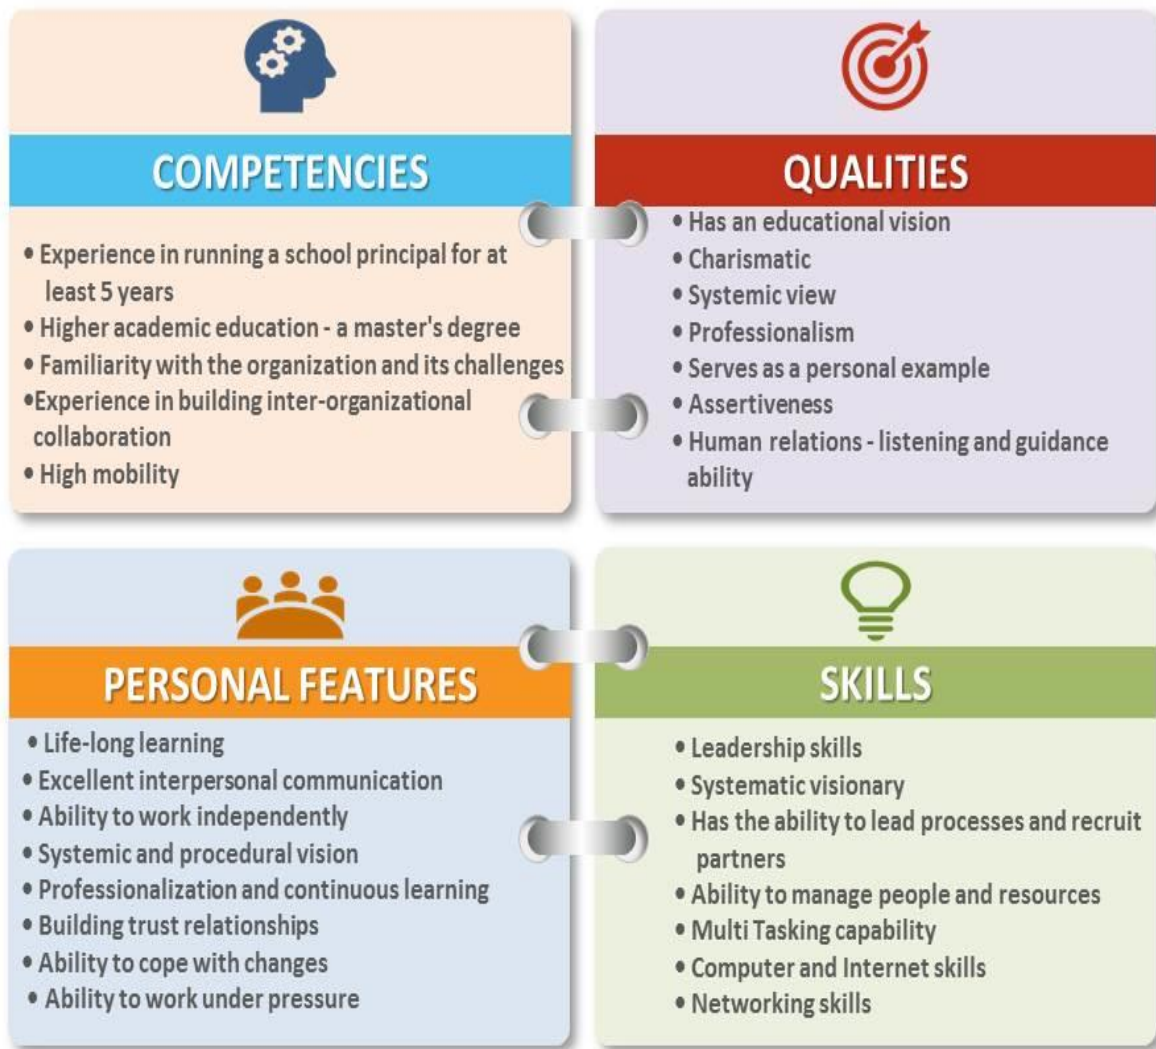 COMPETENCIES
• Experience in running a school principal for at
least 5 years
• Higher academic education - a master's degree
• Familiarity with the organization and its challenges
•Experience in building inter-organizational
collaboration
• High mobility
QUALITIES
• Has an educational vision
• Charismatic
• Systemic view
• Professionalism
• Serves as a personal example
• Assertiveness
• Human relations - listening and guidance
ability
PERSONAL FEATURES
• Life-long learning
• Excellent interpersonal communication
• Ability to work independently
• Systemic and procedural vision
• Professionalization and continuous learning
• Building trust relationships
• Ability to cope with changes
• Ability to work under pressure
SKILLS
• Leadership skills
• Systematic visionary
• Has the ability to lead processes and recruit
partners
• Ability to manage people and resources
• Multi Tasking capability
• Computer and Internet skills
• Networking skills